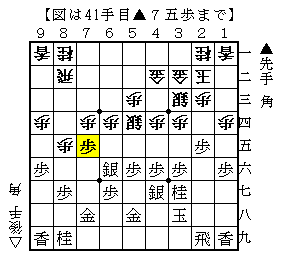 【図は41手目▲７五歩まで】
９ ８ ７ ６ ５ ４ ３ ２ １
香 桂 桂 香 一
飛 金 金 玉 二
歩 銀 歩 三
歩 歩 歩 銀 歩 歩 歩 四
歩 歩 歩 五
歩 銀 歩 歩 歩 歩 六
歩 歩 銀 桂 七
金 金 玉 八
香 桂 飛 香 九
▲先手 角
△後手 角